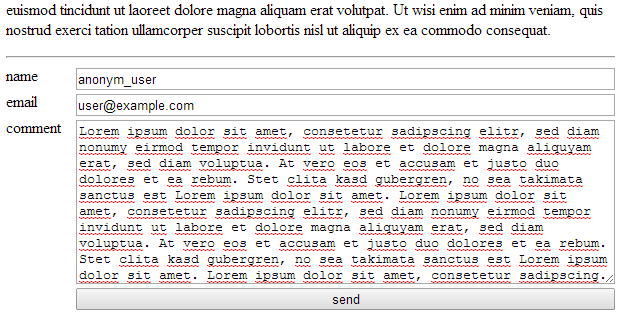 euismod tincidunt ut laoreet dolore magna aliquam erat volutpat. Ut wisi enim ad minim veniam, quis
nostrud exerci tation ullamcorper suscipit lobortis nisl ut aliquip ex ea commodo consequat.
name
anonym_user
email
user@example.com
comment
Lorem ipsum dolor sit amet, consetetur sadipscing elitr, sed diam
nonumy eirmod tempor invidunt ut labore et dolore magna aliquyam
erat, sed diam voluptua. At vero eos et accusam et justo duo
dolores et ea rebum. Stet clita kasd gubergren, no sea takimata
sanctus est Lorem ipsum dolor sit amet. Lorem ipsum dolor sit
amet, consetetur sadipscing elitr, sed diam nonumy eirmod tempor
invidunt ut labore et dolore magna aliquyam erat, sed diam
voluptua. At vero eos et accusam et justo duo dolores et ea rebum.
Stet clita kasd gubergren, no sea takimata sanctus est Lorem ipsum
dolor sit amet. Lorem ipsum dolor sit amet, consetetur sadipscing.
send